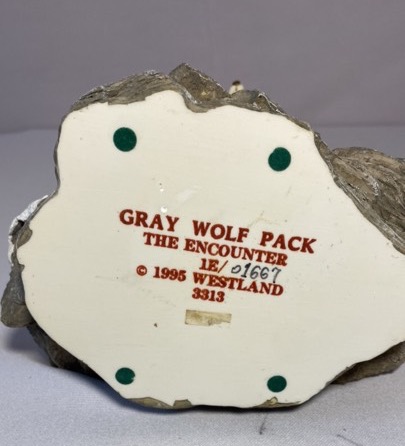 GRAY WOLF PACK
THE ENCOUNTER
1E/01667
© 1995 WESTLAND
3313